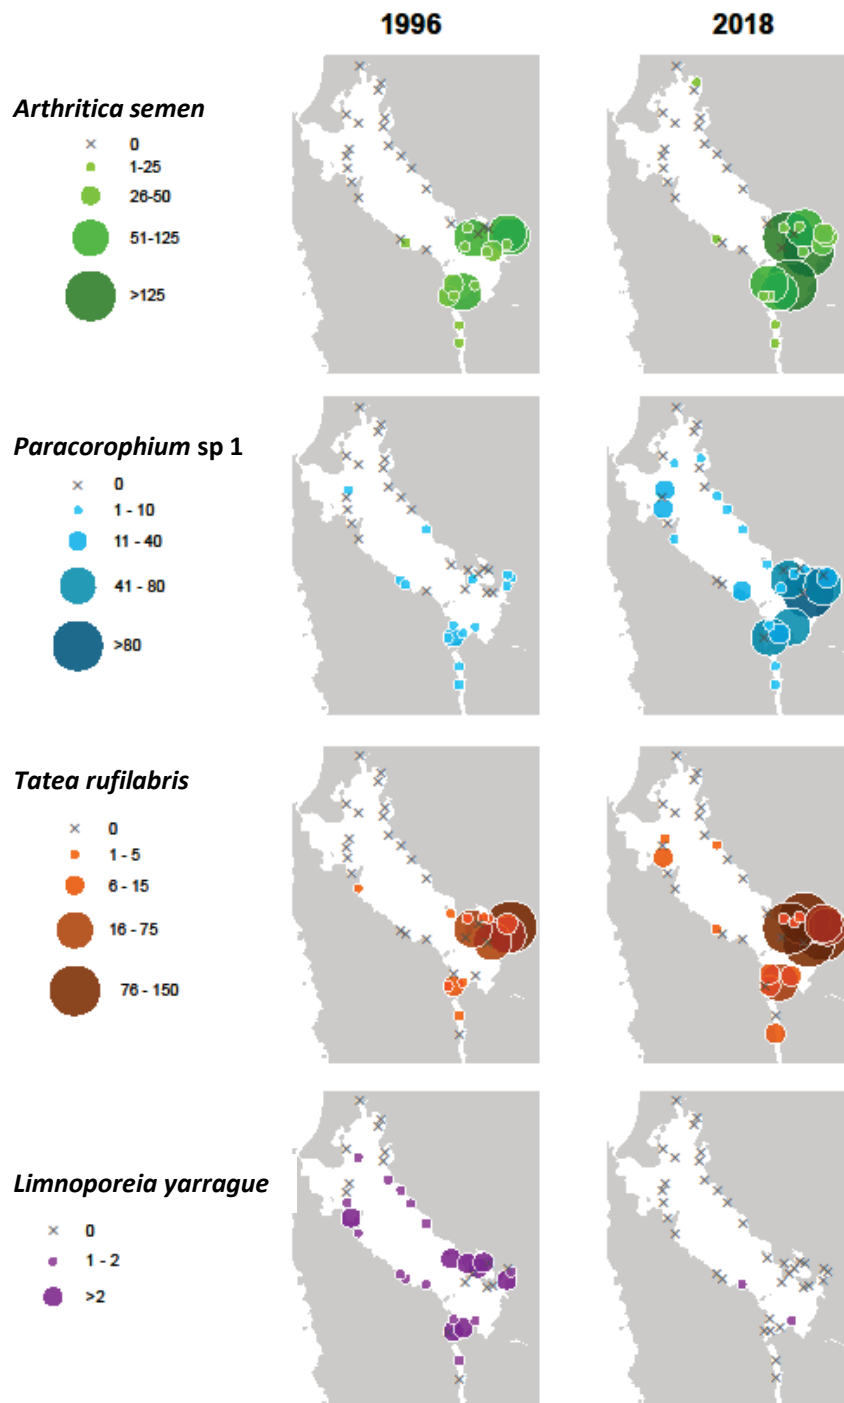 1996 2018
Arthritica semen
0
1-25
26-50
51-125
>125
Paracorophium sp 1
0
1 - 10
11 - 40
41 - 80
>80
Tatea rufilabris
0
1 - 5
6 - 15
16 - 75
76 - 150
Limnoporeia yarrague
0
1 - 2
>2